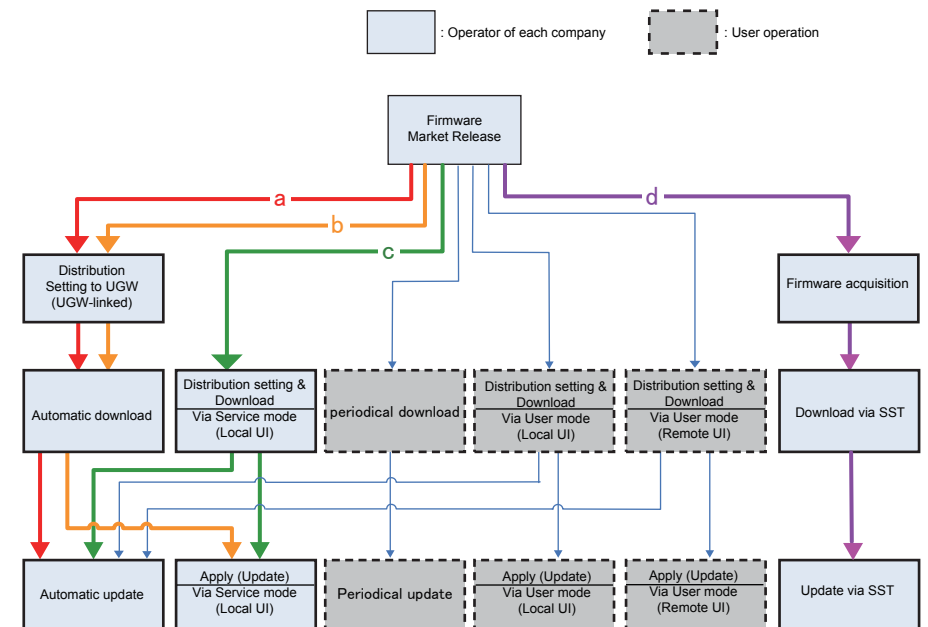 : Operator of each company
: User operation
Firmware
Market Release
a
b
c
d
Distribution
Setting to UGW
(UGW-linked)
Firmware acquisition
Automatic download
Distribution setting &
Download
Via Service mode
(Local UI)
periodical download
Distribution setting &
Download
Via User mode
(Local UI)
Distribution setting &
Download
Via User mode
(Remote UI)
Download via SST
Automatic update
Apply (Update)
Via Service mode
(Local UI)
Periodical update
Apply (Update)
Via User mode
(Local UI)
Apply (Update)
Via User mode
(Remote UI)
Update via SST